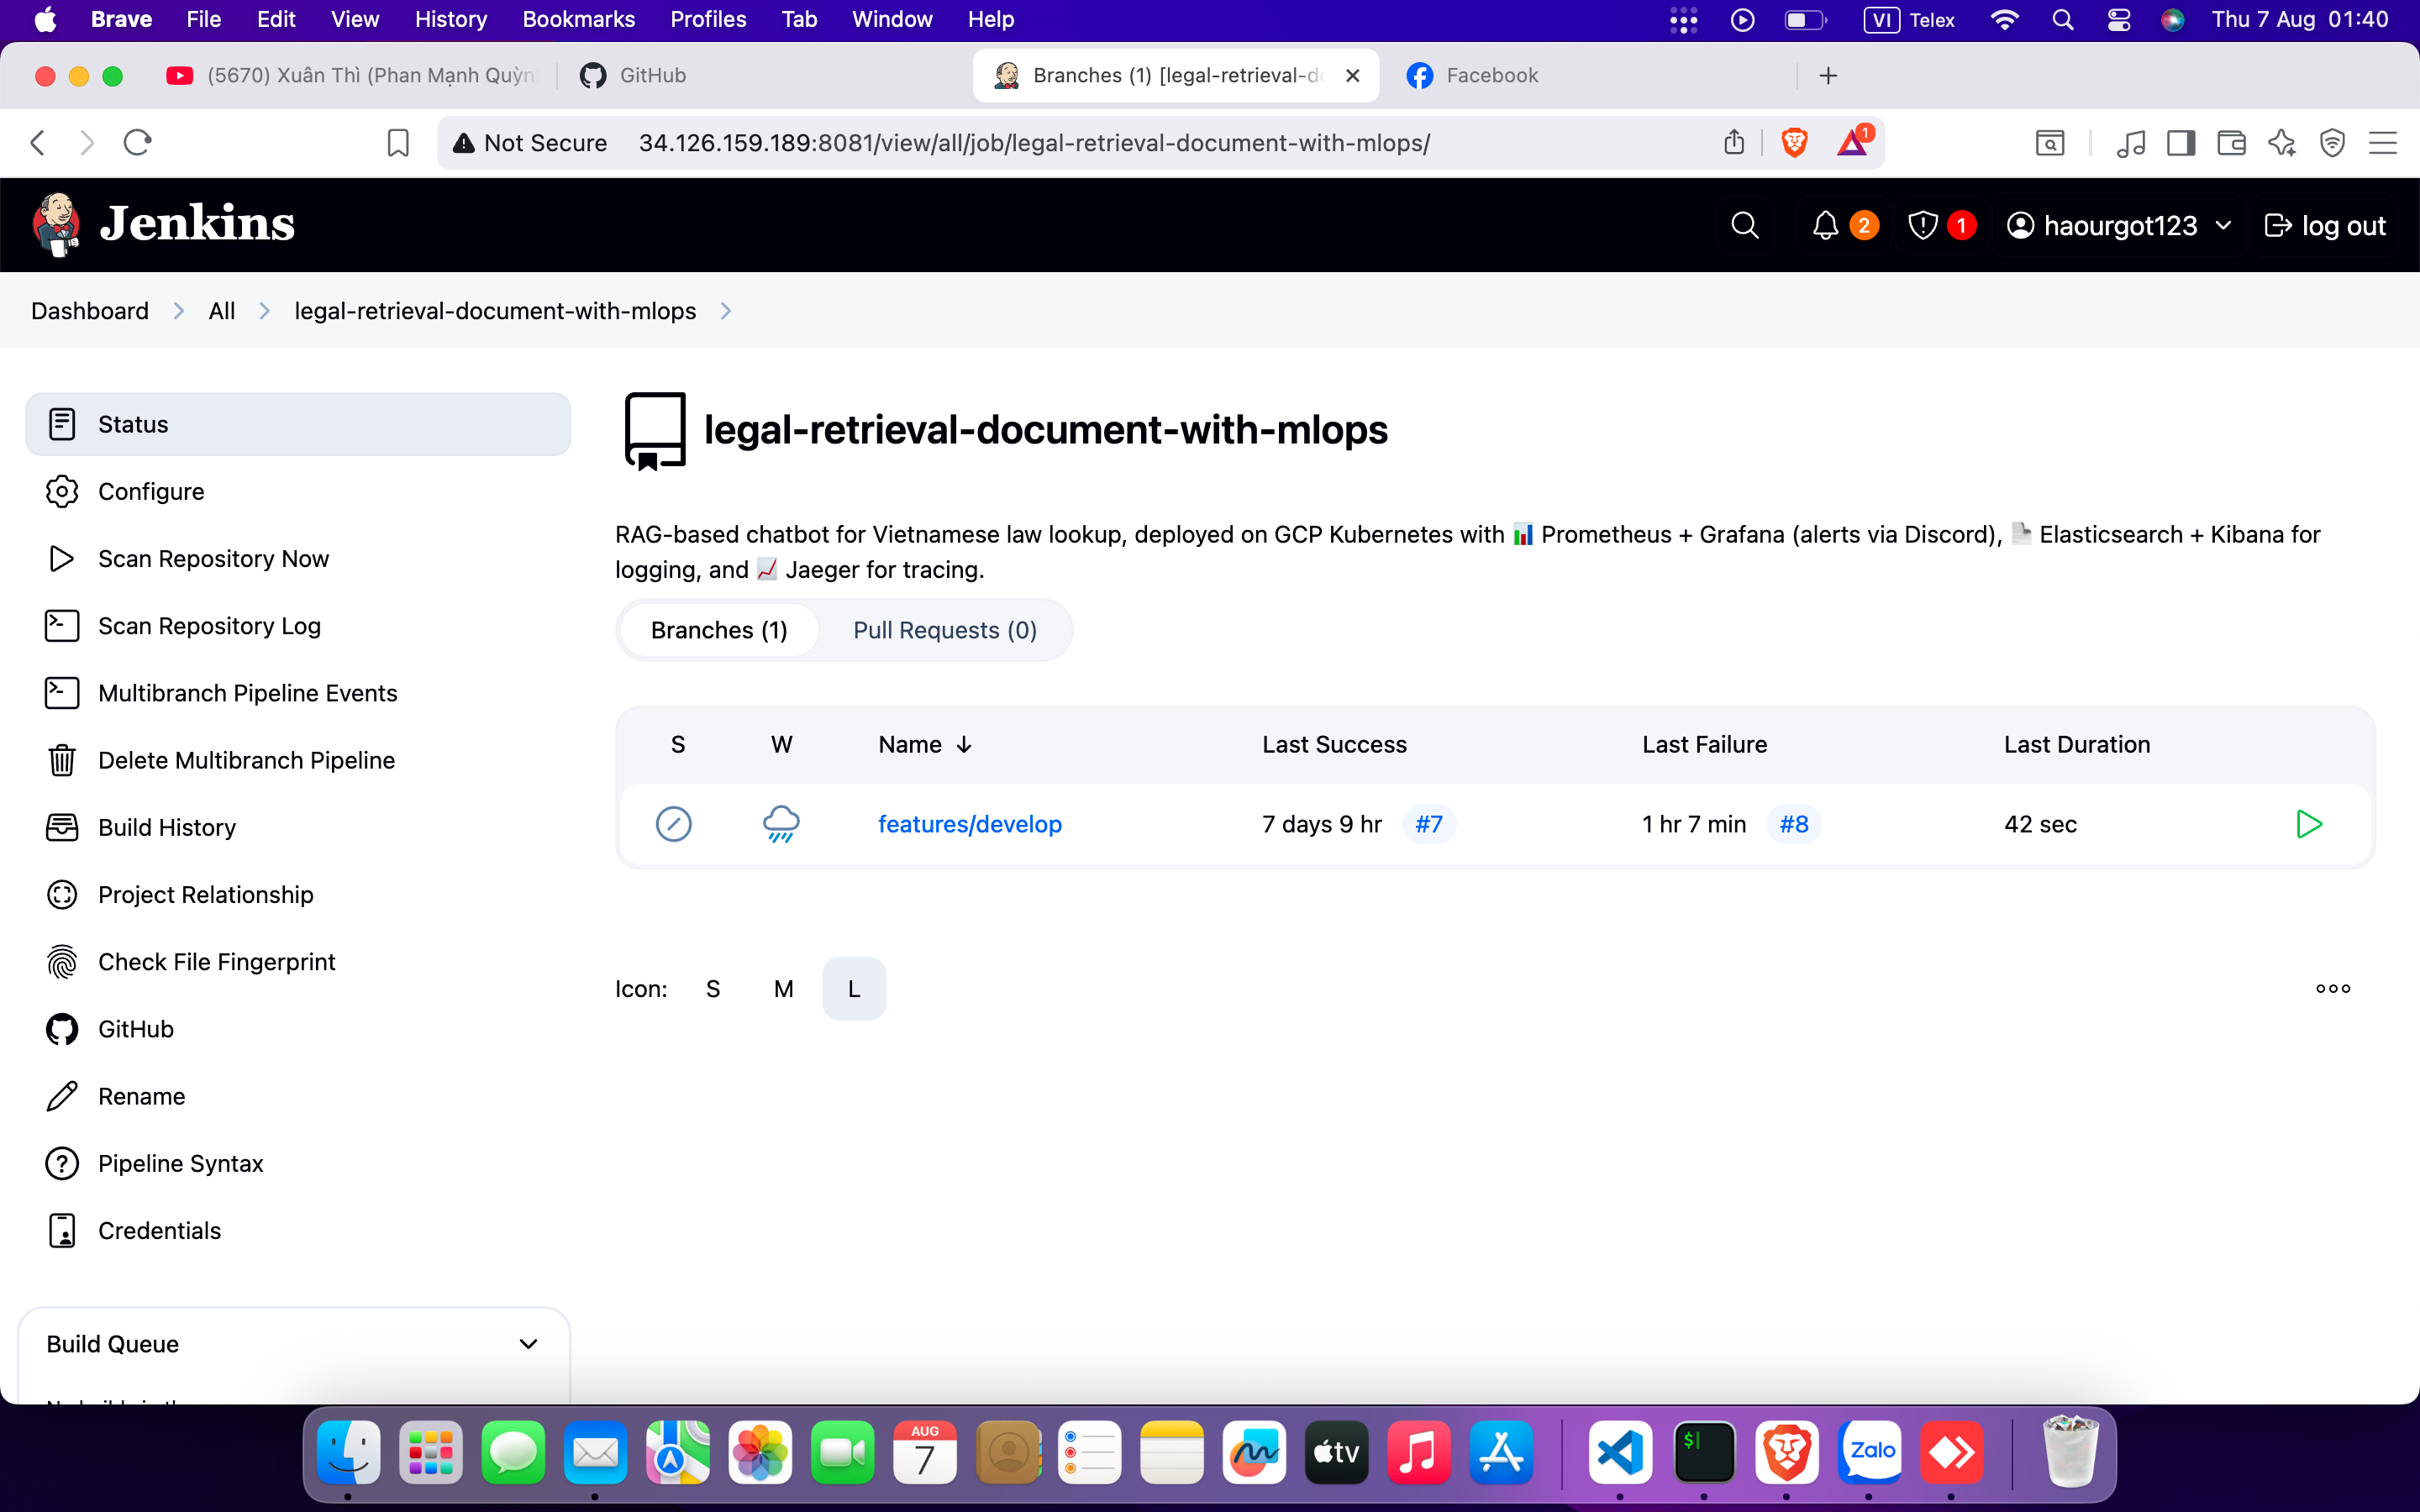 Brave File Edit View History Bookmarks Profiles Tab Window Help VI Telex Thu 7 Aug 01:40
(5670) Xuân Thì (Phan Mạnh Quỳn GitHub Branches (1) [legal-retrieval-d Facebook
Not Secure 34.126.159.189:8081/view/all/job/legal-retrieval-document-with-mlops/ 1
Jenkins 2 1 haourgot123 log out
Dashboard All legal-retrieval-document-with-mlops
Status
Configure
Scan Repository Now
Scan Repository Log
Multibranch Pipeline Events
Delete Multibranch Pipeline
Build History
Project Relationship
Check File Fingerprint
GitHub
Rename
Pipeline Syntax
Credentials
Build Queue
legal-retrieval-document-with-mlops
RAG-based chatbot for Vietnamese law lookup, deployed on GCP Kubernetes with 📊 Prometheus + Grafana (alerts via Discord), 📄 Elasticsearch + Kibana for
logging, and 📈 Jaeger for tracing.
Branches (1) Pull Requests (0)
S W Name ↓ Last Success Last Failure Last Duration
features/develop 7 days 9 hr #7 1 hr 7 min #8 42 sec
Icon: S M L
AUG
7
tv
$
Zalo